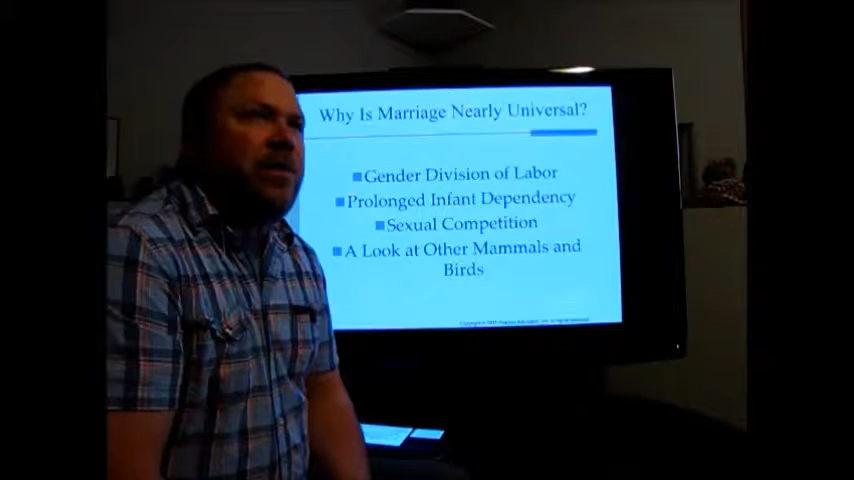 Why Is Marriage Nearly Universal?
■Gender Division of Labor
■Prolonged Infant Dependency
■Sexual Competition
■A Look at Other Mammals and
Birds